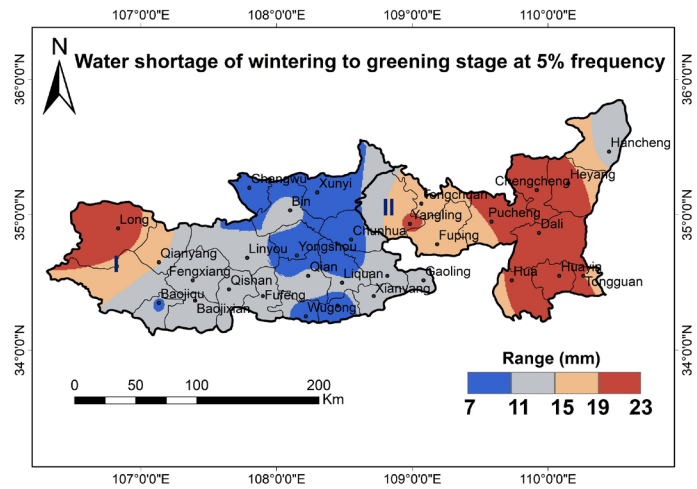 107°0'0"E 108°0'0"E 109°0'0"E 110°0'0"E
N
Water shortage of wintering to greening stage at 5% frequency
36°0'0"N 36°0'0"N
Hancheng
Changwu Xunyi
Chengcheng Heyang
Bin
II
Tongchuan
35°0'0"N 35°0'0"N
Long
Yangling Pucheng
Dali
Chunhua
Fuping
Qianyang Linyou Yongshou
I
Fengxiang Qishan Qian Liquan Gaoling
Hua Huayin
Tongguan
Baojiqu Fufeng Xianyang
Baojixian Wugong
34°0'0"N 34°0'0"N
Range (mm)
0 50 100 200
Km
7 11 15 19 23
107°0'0"E 108°0'0"E 109°0'0"E 110°0'0"E